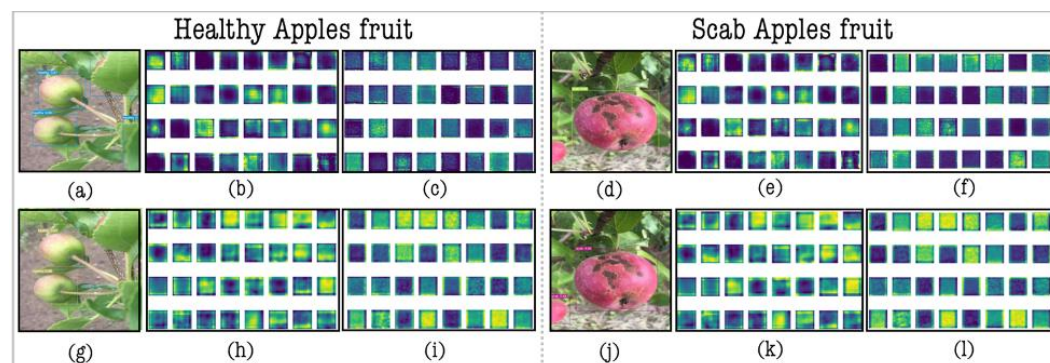 Healthy Apples fruit
Scab Apples fruit
(a)
(b)
(c)
(d)
(e)
(f)
(g)
(h)
(i)
(j)
(k)
(l)